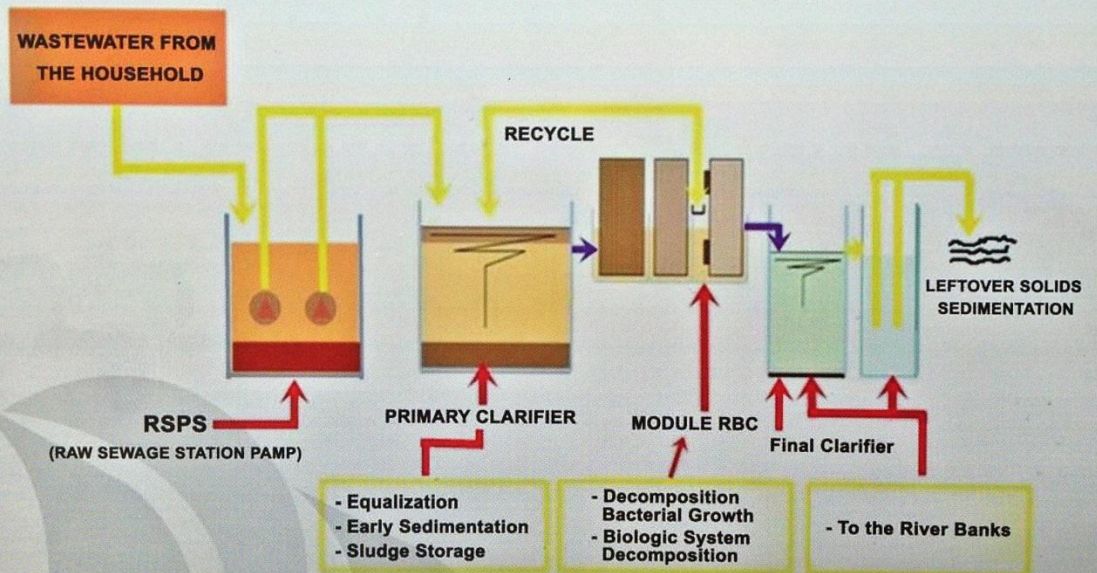 WASTEWATER FROM
THE HOUSEHOLD
RECYCLE
LEFTOVER SOLIDS
SEDIMENTATION
RSPS
(RAW SEWAGE STATION PAMP)
PRIMARY CLARIFIER
MODULE RBC
Final Clarifier
- Equalization
- Early Sedimentation
- Sludge Storage
- Decomposition
Bacterial Growth
- Biologic System
Decomposition
- To the River Banks